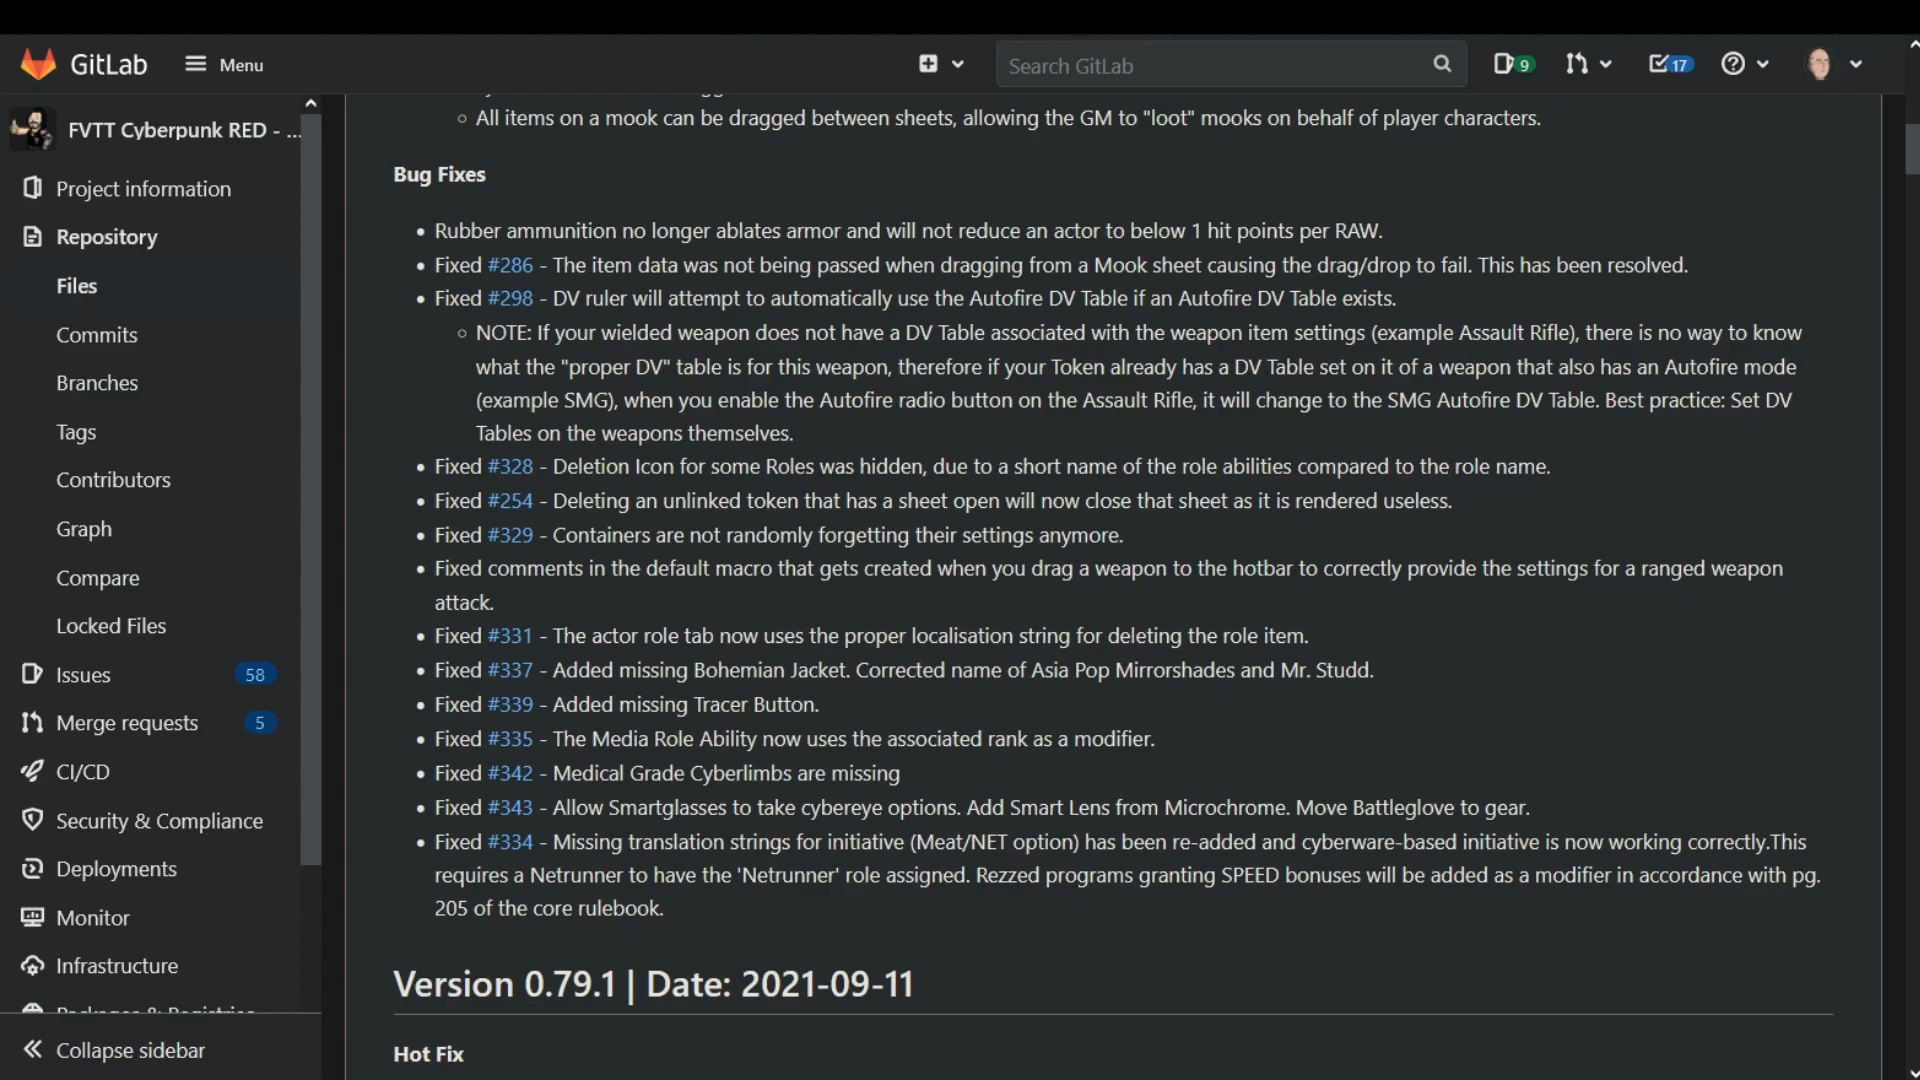 GitLab
Menu
Search GitLab
9
17
FVTT Cyberpunk RED - ...
Project information
Repository
Files
Commits
Branches
Tags
Contributors
Graph
Compare
Locked Files
Issues 58
Merge requests 5
CI/CD
Security & Compliance
Deployments
Monitor
Infrastructure
Packages & Registries
Collapse sidebar
All items on a mook can be dragged between sheets, allowing the GM to "loot" mooks on behalf of player characters.
Bug Fixes
Rubber ammunition no longer ablates armor and will not reduce an actor to below 1 hit points per RAW.
Fixed #286 - The item data was not being passed when dragging from a Mook sheet causing the drag/drop to fail. This has been resolved.
Fixed #298 - DV ruler will attempt to automatically use the Autofire DV Table if an Autofire DV Table exists.
NOTE: If your wielded weapon does not have a DV Table associated with the weapon item settings (example Assault Rifle), there is no way to know
what the "proper DV" table is for this weapon, therefore if your Token already has a DV Table set on it of a weapon that also has an Autofire mode
(example SMG), when you enable the Autofire radio button on the Assault Rifle, it will change to the SMG Autofire DV Table. Best practice: Set DV
Tables on the weapons themselves.
Fixed #328 - Deletion Icon for some Roles was hidden, due to a short name of the role abilities compared to the role name.
Fixed #254 - Deleting an unlinked token that has a sheet open will now close that sheet as it is rendered useless.
Fixed #329 - Containers are not randomly forgetting their settings anymore.
Fixed comments in the default macro that gets created when you drag a weapon to the hotbar to correctly provide the settings for a ranged weapon
attack.
Fixed #331 - The actor role tab now uses the proper localisation string for deleting the role item.
Fixed #337 - Added missing Bohemian Jacket. Corrected name of Asia Pop Mirrorshades and Mr. Studd.
Fixed #339 - Added missing Tracer Button.
Fixed #335 - The Media Role Ability now uses the associated rank as a modifier.
Fixed #342 - Medical Grade Cyberlimbs are missing
Fixed #343 - Allow Smartglasses to take cybereye options. Add Smart Lens from Microchrome. Move Battleglove to gear.
Fixed #334 - Missing translation strings for initiative (Meat/NET option) has been re-added and cyberware-based initiative is now working correctly.This
requires a Netrunner to have the 'Netrunner' role assigned. Rezzed programs granting SPEED bonuses will be added as a modifier in accordance with pg.
205 of the core rulebook.
Version 0.79.1 | Date: 2021-09-11
Hot Fix